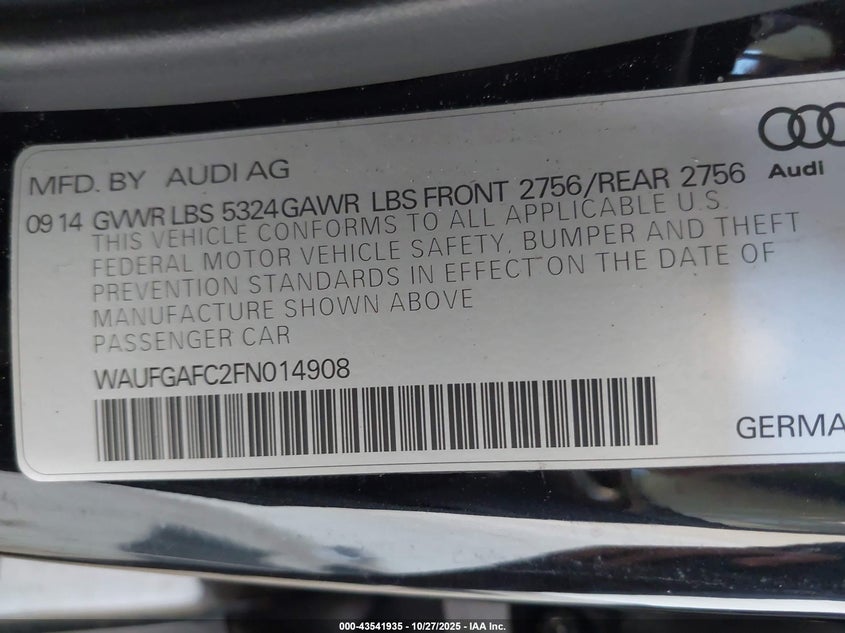 MFD. BY AUDI AG
Audi
09 14 GVWR LBS 5324 GAWR LBS FRONT 2756/REAR 2756
THIS VEHICLE CONFORMS TO ALL APPLICABLE U.S.
FEDERAL MOTOR VEHICLE SAFETY, BUMPER AND THEFT
PREVENTION STANDARDS IN EFFECT ON THE DATE OF
MANUFACTURE SHOWN ABOVE
PASSENGER CAR
WAUFGAFC2FN014908
GERMA
000-43541935 - 10/27/2025 - IAA Inc.